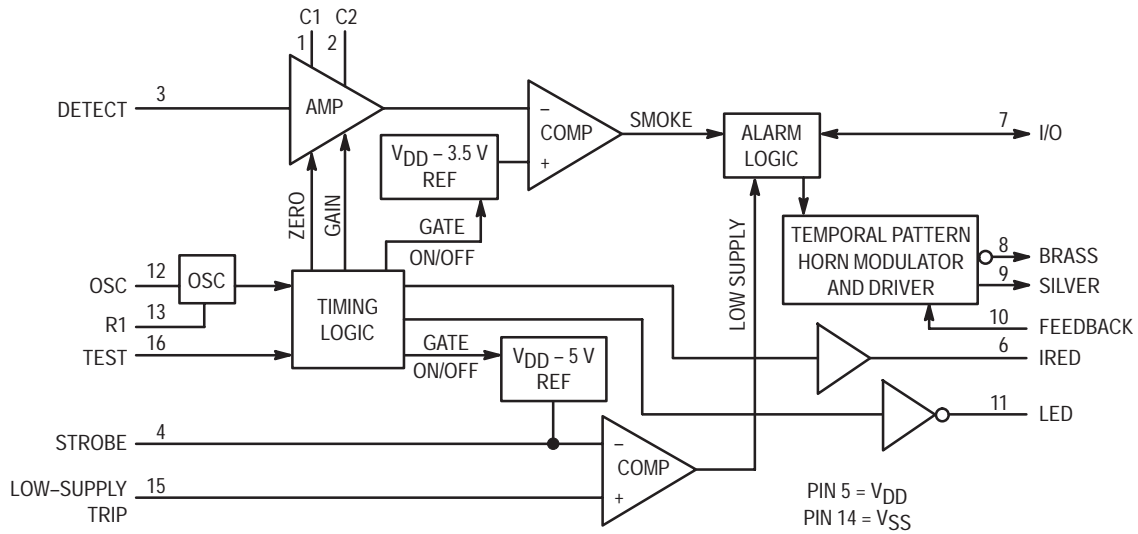 C1 C2
1 2
DETECT 3
AMP
–
COMP
+
SMOKE
ALARM
LOGIC
7 I/O
VDD – 3.5 V
REF
ZERO
GAIN
GATE
ON/OFF
LOW SUPPLY
TEMPORAL PATTERN
HORN MODULATOR
AND DRIVER
8 BRASS
9 SILVER
10 FEEDBACK
OSC 12
OSC
R1 13
TEST 16
TIMING
LOGIC
GATE
ON/OFF
VDD – 5 V
REF
6 IRED
11 LED
STROBE 4
–
COMP
+
LOW–SUPPLY
TRIP
15
PIN 5 = VDD
PIN 14 = VSS